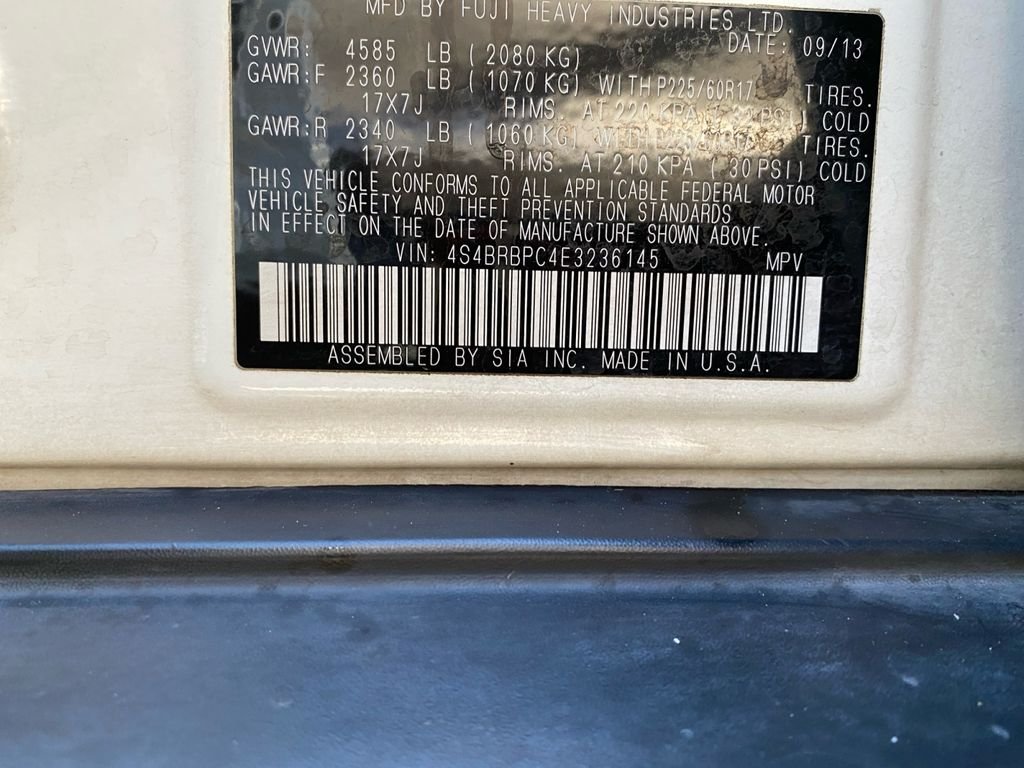 MFD BY FUJI HEAVY INDUSTRIES LTD.
DATE: 09/13
GVWR: 4585 LB (2080 KG)
GAWR:F 2360 LB (1070 KG) WITH P225/60R17 TIRES.
17X7J RIMS. AT 220 KPA PSI) COLD
GAWR:R 2340 LB (1060 KG) WITH TIRES.
17X7J RIMS. AT 210 KPA (30 PSI) COLD
THIS VEHICLE CONFORMS TO ALL APPLICABLE FEDERAL MOTOR
VEHICLE SAFETY AND THEFT PREVENTION STANDARDS
IN EFFECT ON THE DATE OF MANUFACTURE SHOWN ABOVE.
VIN: 4S4BRBPC4E3236145 MPV
ASSEMBLED BY SIA INC. MADE IN U.S.A.